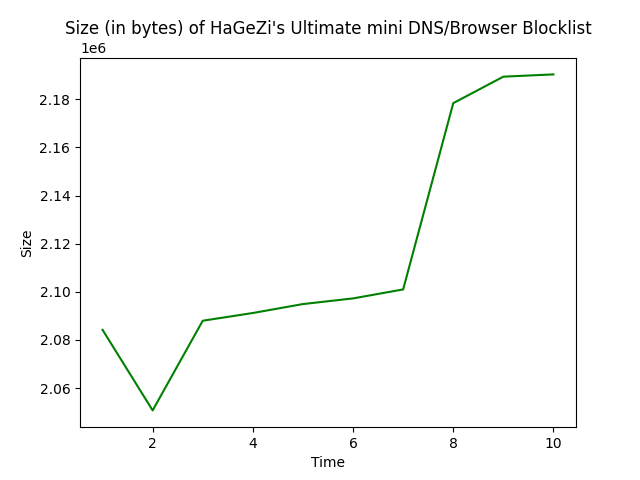 Size (in bytes) of HaGeZi's Ultimate mini DNS/Browser Blocklist
1e6
2.18
2.16
2.14
2.12
2.10
2.08
2.06
Size
2 4 6 8 10
Time